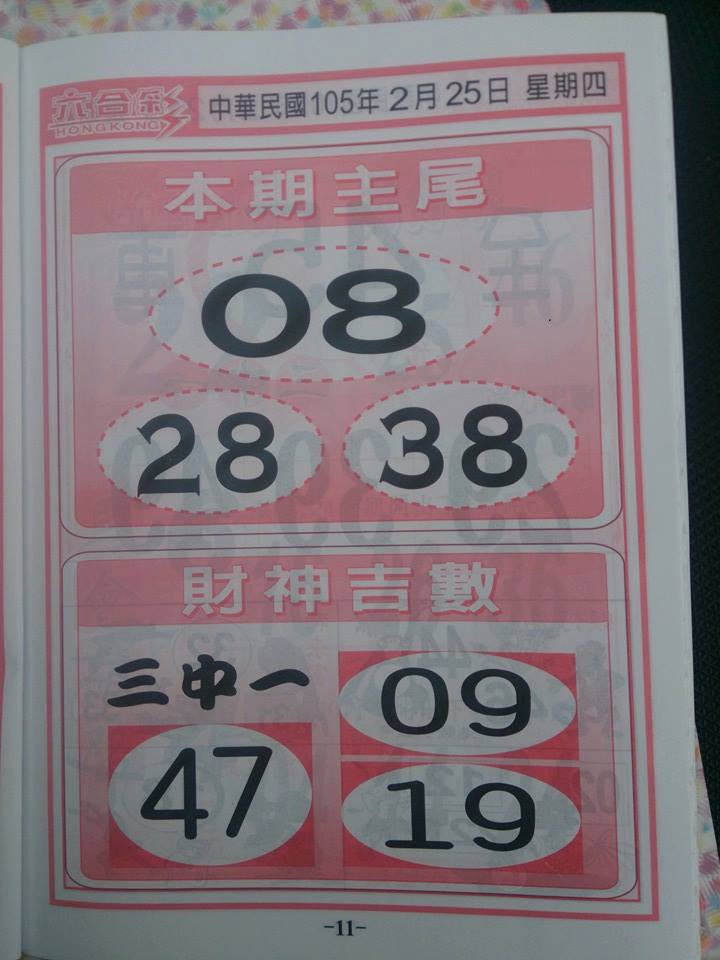 六合彩 HONGKONG
中華民國105年2月25日 星期四
本期主尾
08
28 38
財神吉數
三中一
09
47
19
-11-